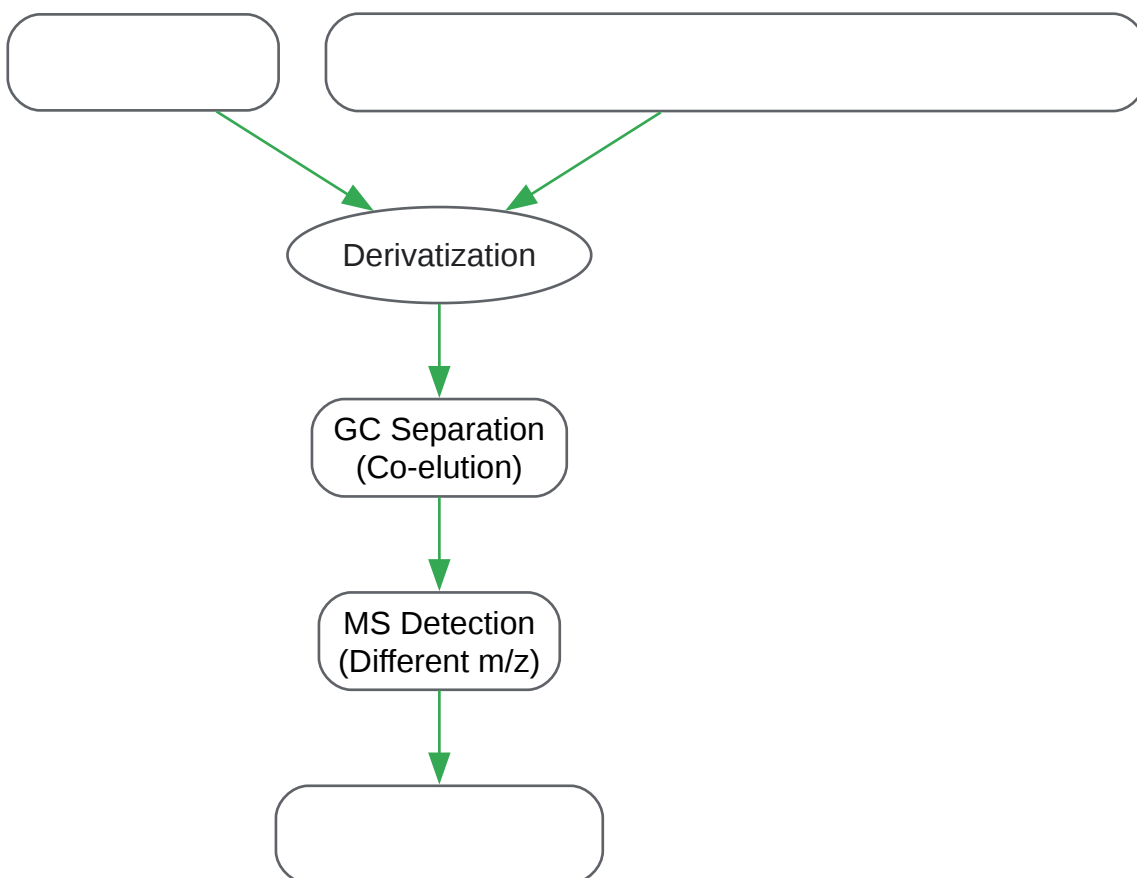 Derivatization
GC Separation
(Co-elution)
MS Detection
(Different m/z)